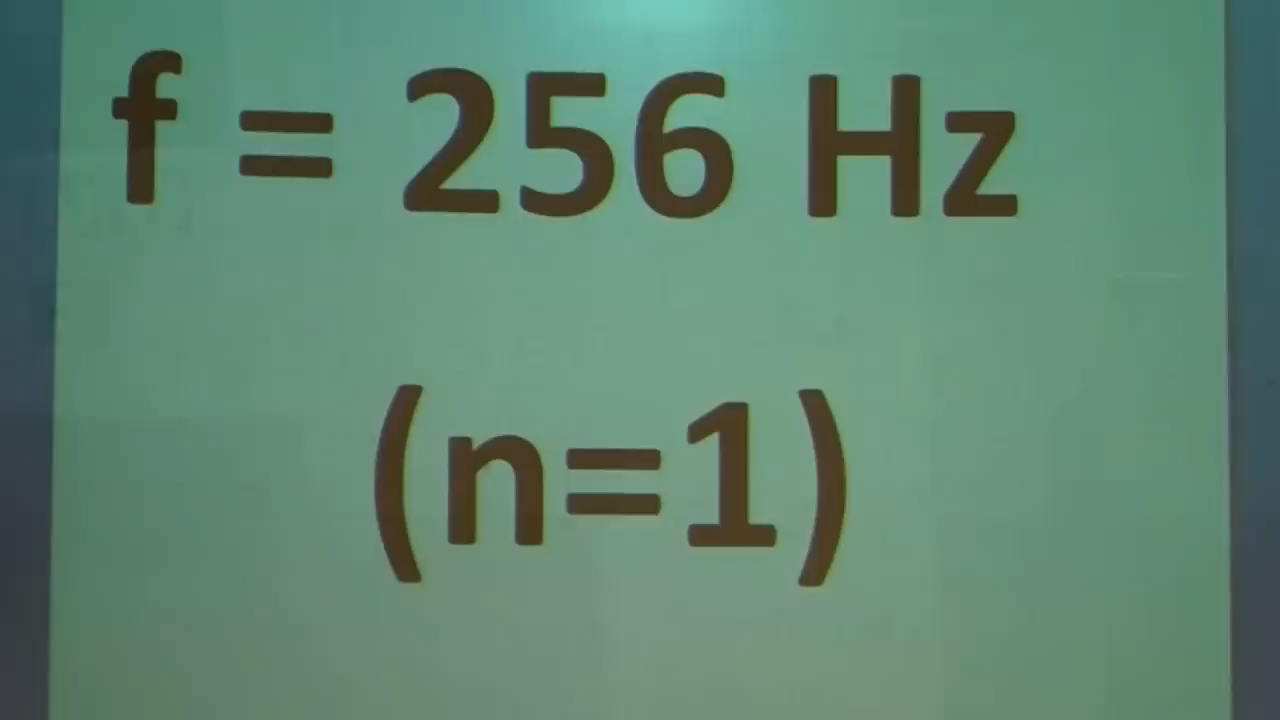 f = 256 Hz
(n=1)